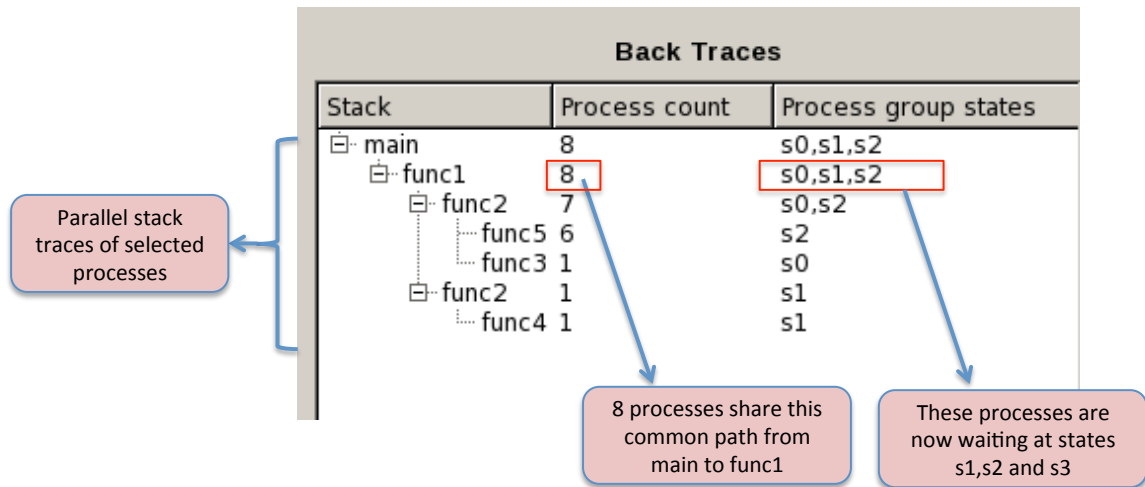 Back Traces
Stack Process count Process group states
main 8 s0,s1,s2
func1 8 s0,s1,s2
func2 7 s0,s2
func5 6 s2
func3 1 s0
func2 1 s1
func4 1 s1
Parallel stack
traces of selected
processes
8 processes share this
common path from
main to func1
These processes are
now waiting at states
s1,s2 and s3